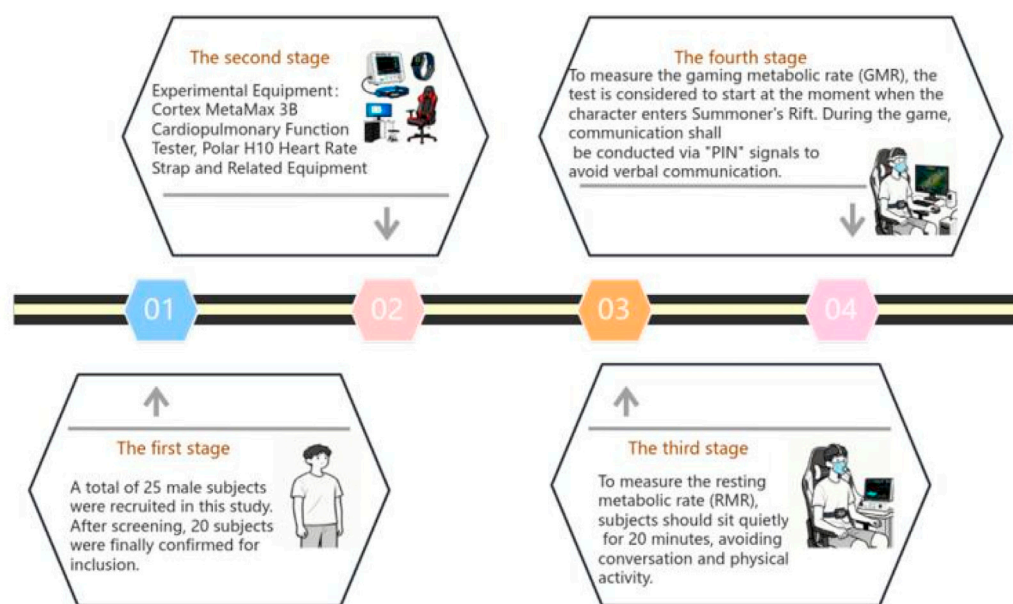 The second stage
Experimental Equipment:
Cortex MetaMax 3B
Cardiopulmonary Function
Tester, Polar H10 Heart Rate
Strap and Related Equipment
The fourth stage
To measure the gaming metabolic rate (GMR), the
test is considered to start at the moment when the
character enters Summoner's Rift. During the game,
communication shall
be conducted via "PIN" signals to
avoid verbal communication.
01
02
03
04
The first stage
A total of 25 male subjects
were recruited in this study.
After screening, 20 subjects
were finally confirmed for
inclusion.
The third stage
To measure the resting
metabolic rate (RMR),
subjects should sit quietly
for 20 minutes, avoiding
conversation and physical
activity.